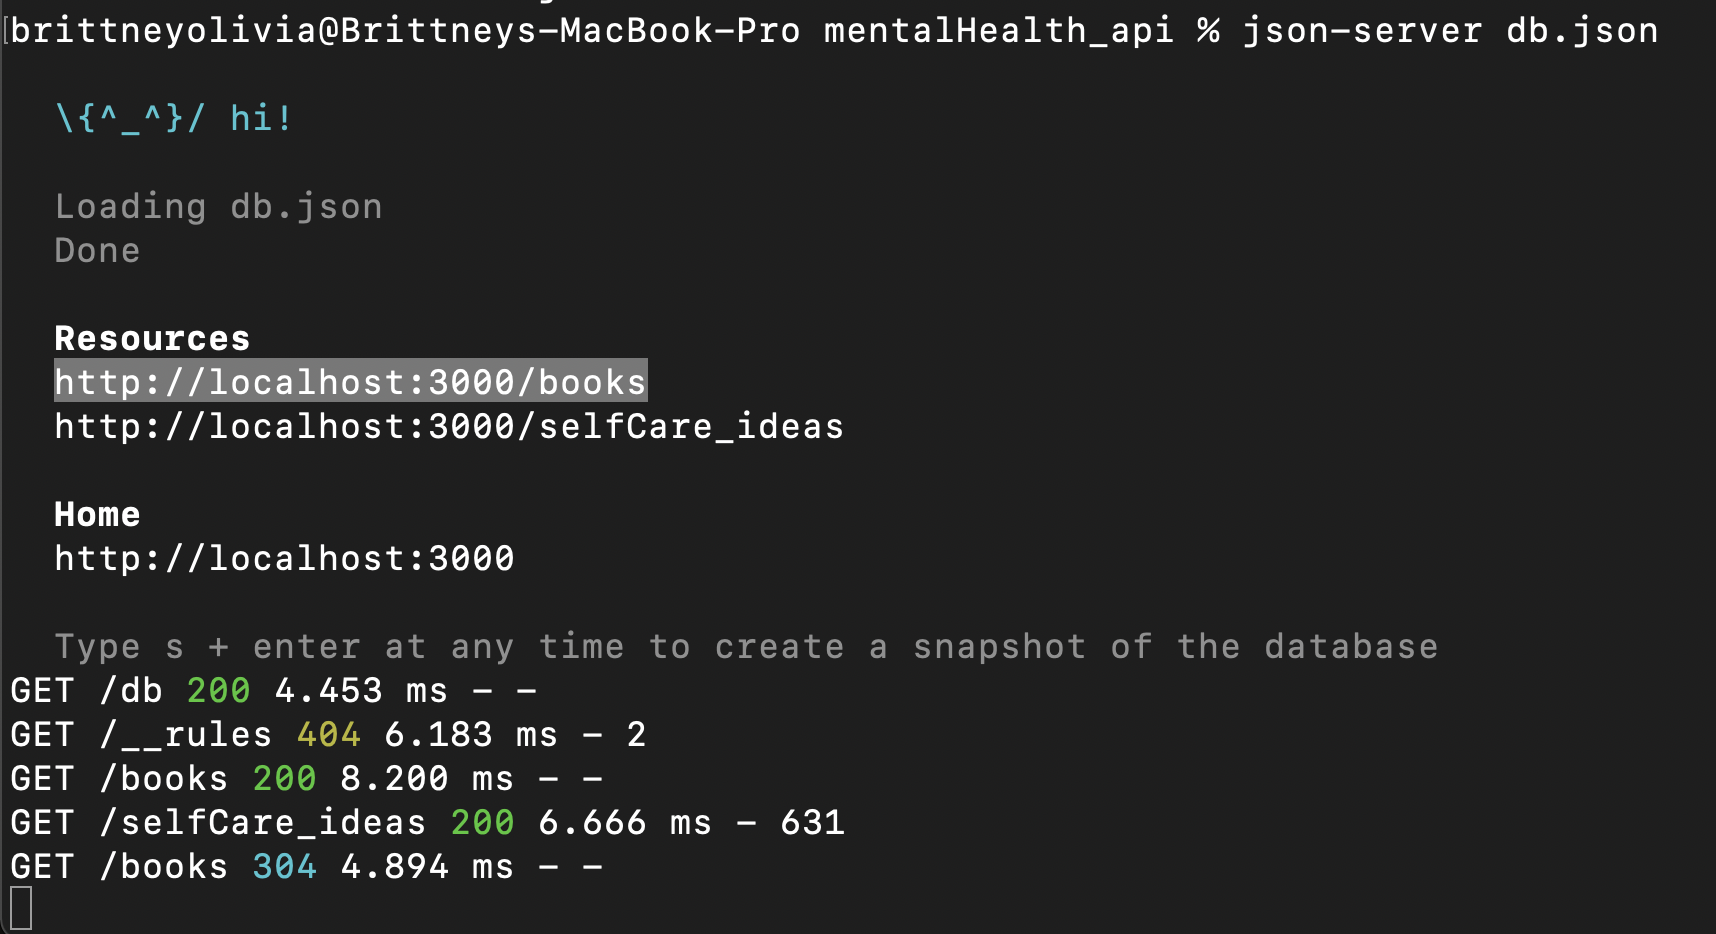 brittneyolivia@Brittneys-MacBook-Pro mentalHealth_api % json-server db.json
\{^_^}/ hi!
Loading db.json
Done
Resources
http://localhost:3000/books
http://localhost:3000/selfCare_ideas
Home
http://localhost:3000
Type s + enter at any time to create a snapshot of the database
GET /db 200 4.453 ms - -
GET /__rules 404 6.183 ms - 2
GET /books 200 8.200 ms - -
GET /selfCare_ideas 200 6.666 ms - 631
GET /books 304 4.894 ms - -